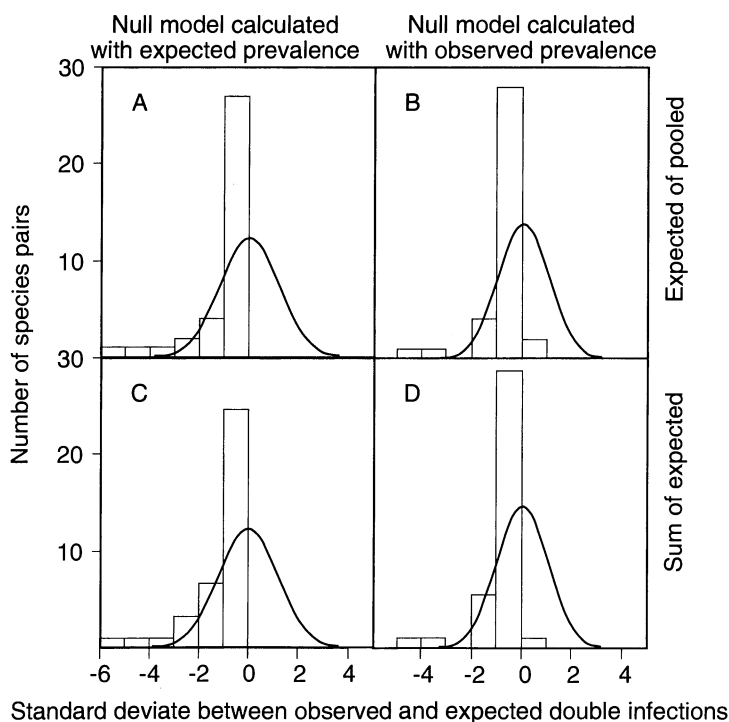 Null model calculated
with expected prevalence
Null model calculated
with observed prevalence
30
A
B
20
10
Expected of pooled
Number of species pairs
30
C
D
20
10
Sum of expected
-6 -4 -2 0 2 4
-4 -2 0 2 4
Standard deviate between observed and expected double infections